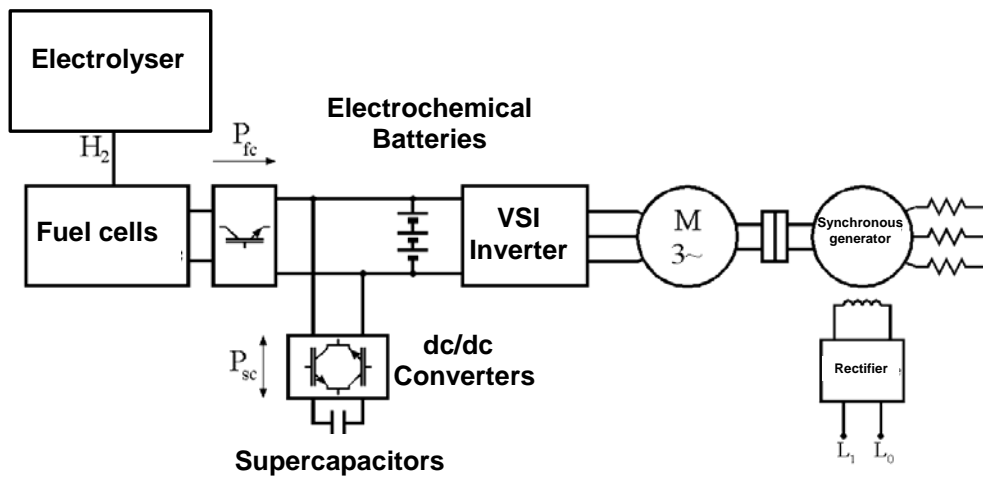 Electrolyser
H2
Pfc
Electrochemical
Batteries
Fuel cells
VSI
Inverter
M
3~
Synchronous
generator
Psc
dc/dc
Converters
Rectifier
Supercapacitors
L1 L0